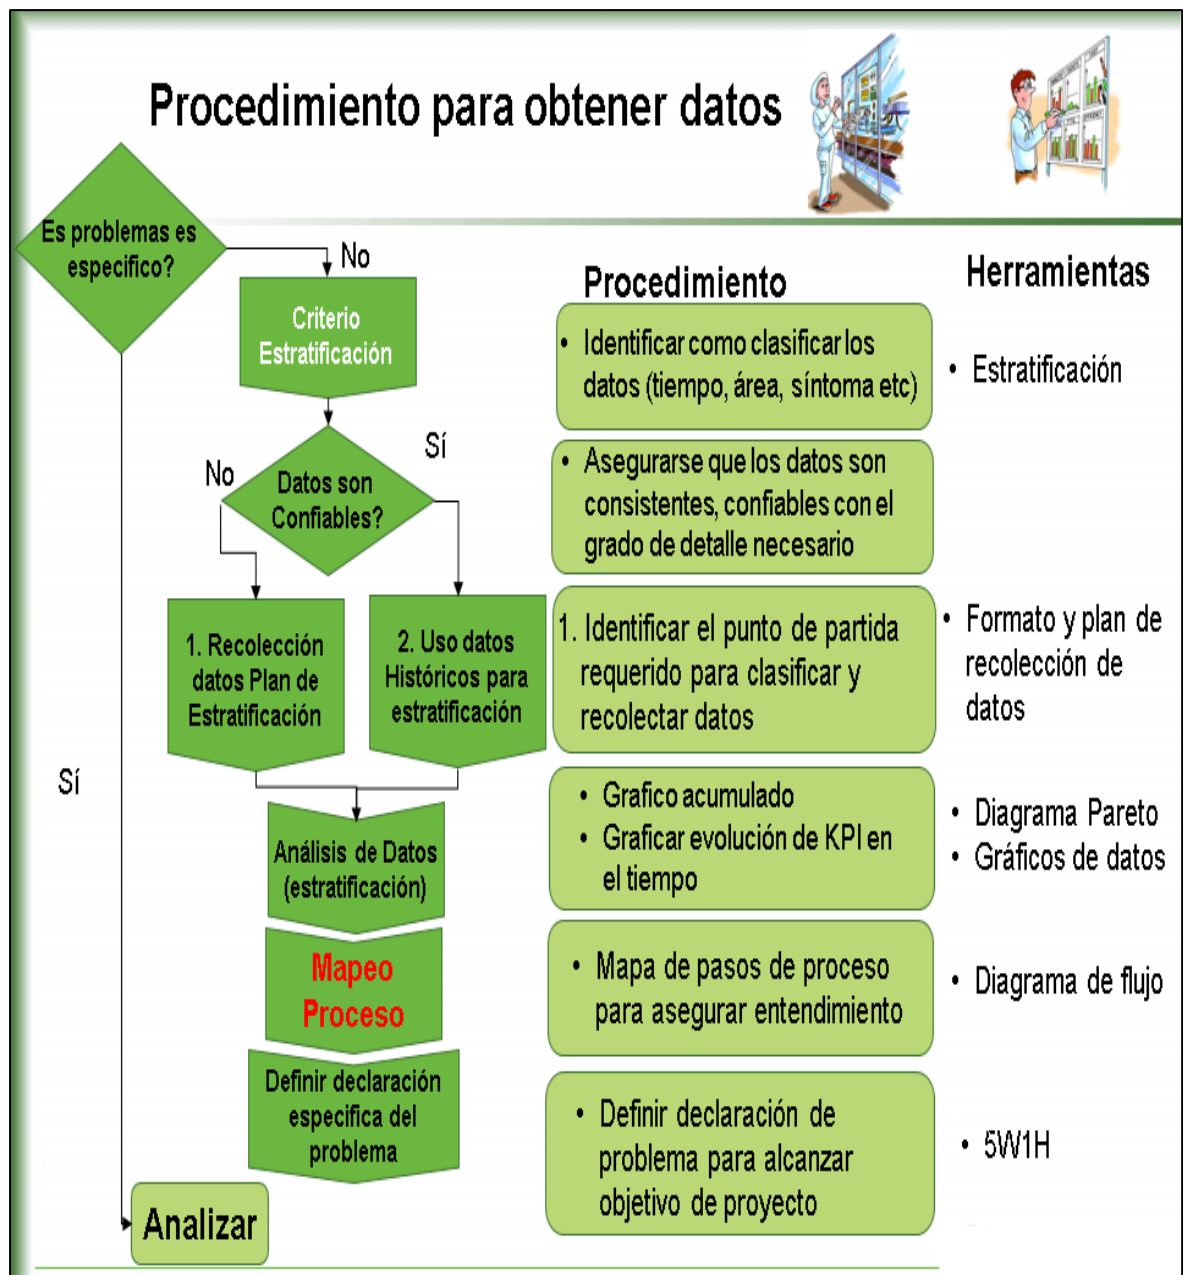 Procedimiento para obtener datos
Es problemas es
especifico?
No
Criterio
Estratificación
Sí
No
Datos son
Confiables?
1. Recolección
datos Plan de
Estratificación
2. Uso datos
Históricos para
estratificación
Sí
Análisis de Datos
(estratificación)
Mapeo
Proceso
Definir declaración
especifica del
problema
Analizar
Procedimiento
• Identificar como clasificar los
datos (tiempo, área, síntoma etc)
• Asegurarse que los datos son
consistentes, confiables con el
grado de detalle necesario
1. Identificar el punto de partida
requerido para clasificar y
recolectar datos
• Grafico acumulado
• Graficar evolución de KPI en
el tiempo
• Mapa de pasos de proceso
para asegurar entendimiento
• Definir declaración de
problema para alcanzar
objetivo de proyecto
Herramientas
• Estratificación
• Formato y plan de
recolección de
datos
• Diagrama Pareto
• Gráficos de datos
• Diagrama de flujo
• 5W1H